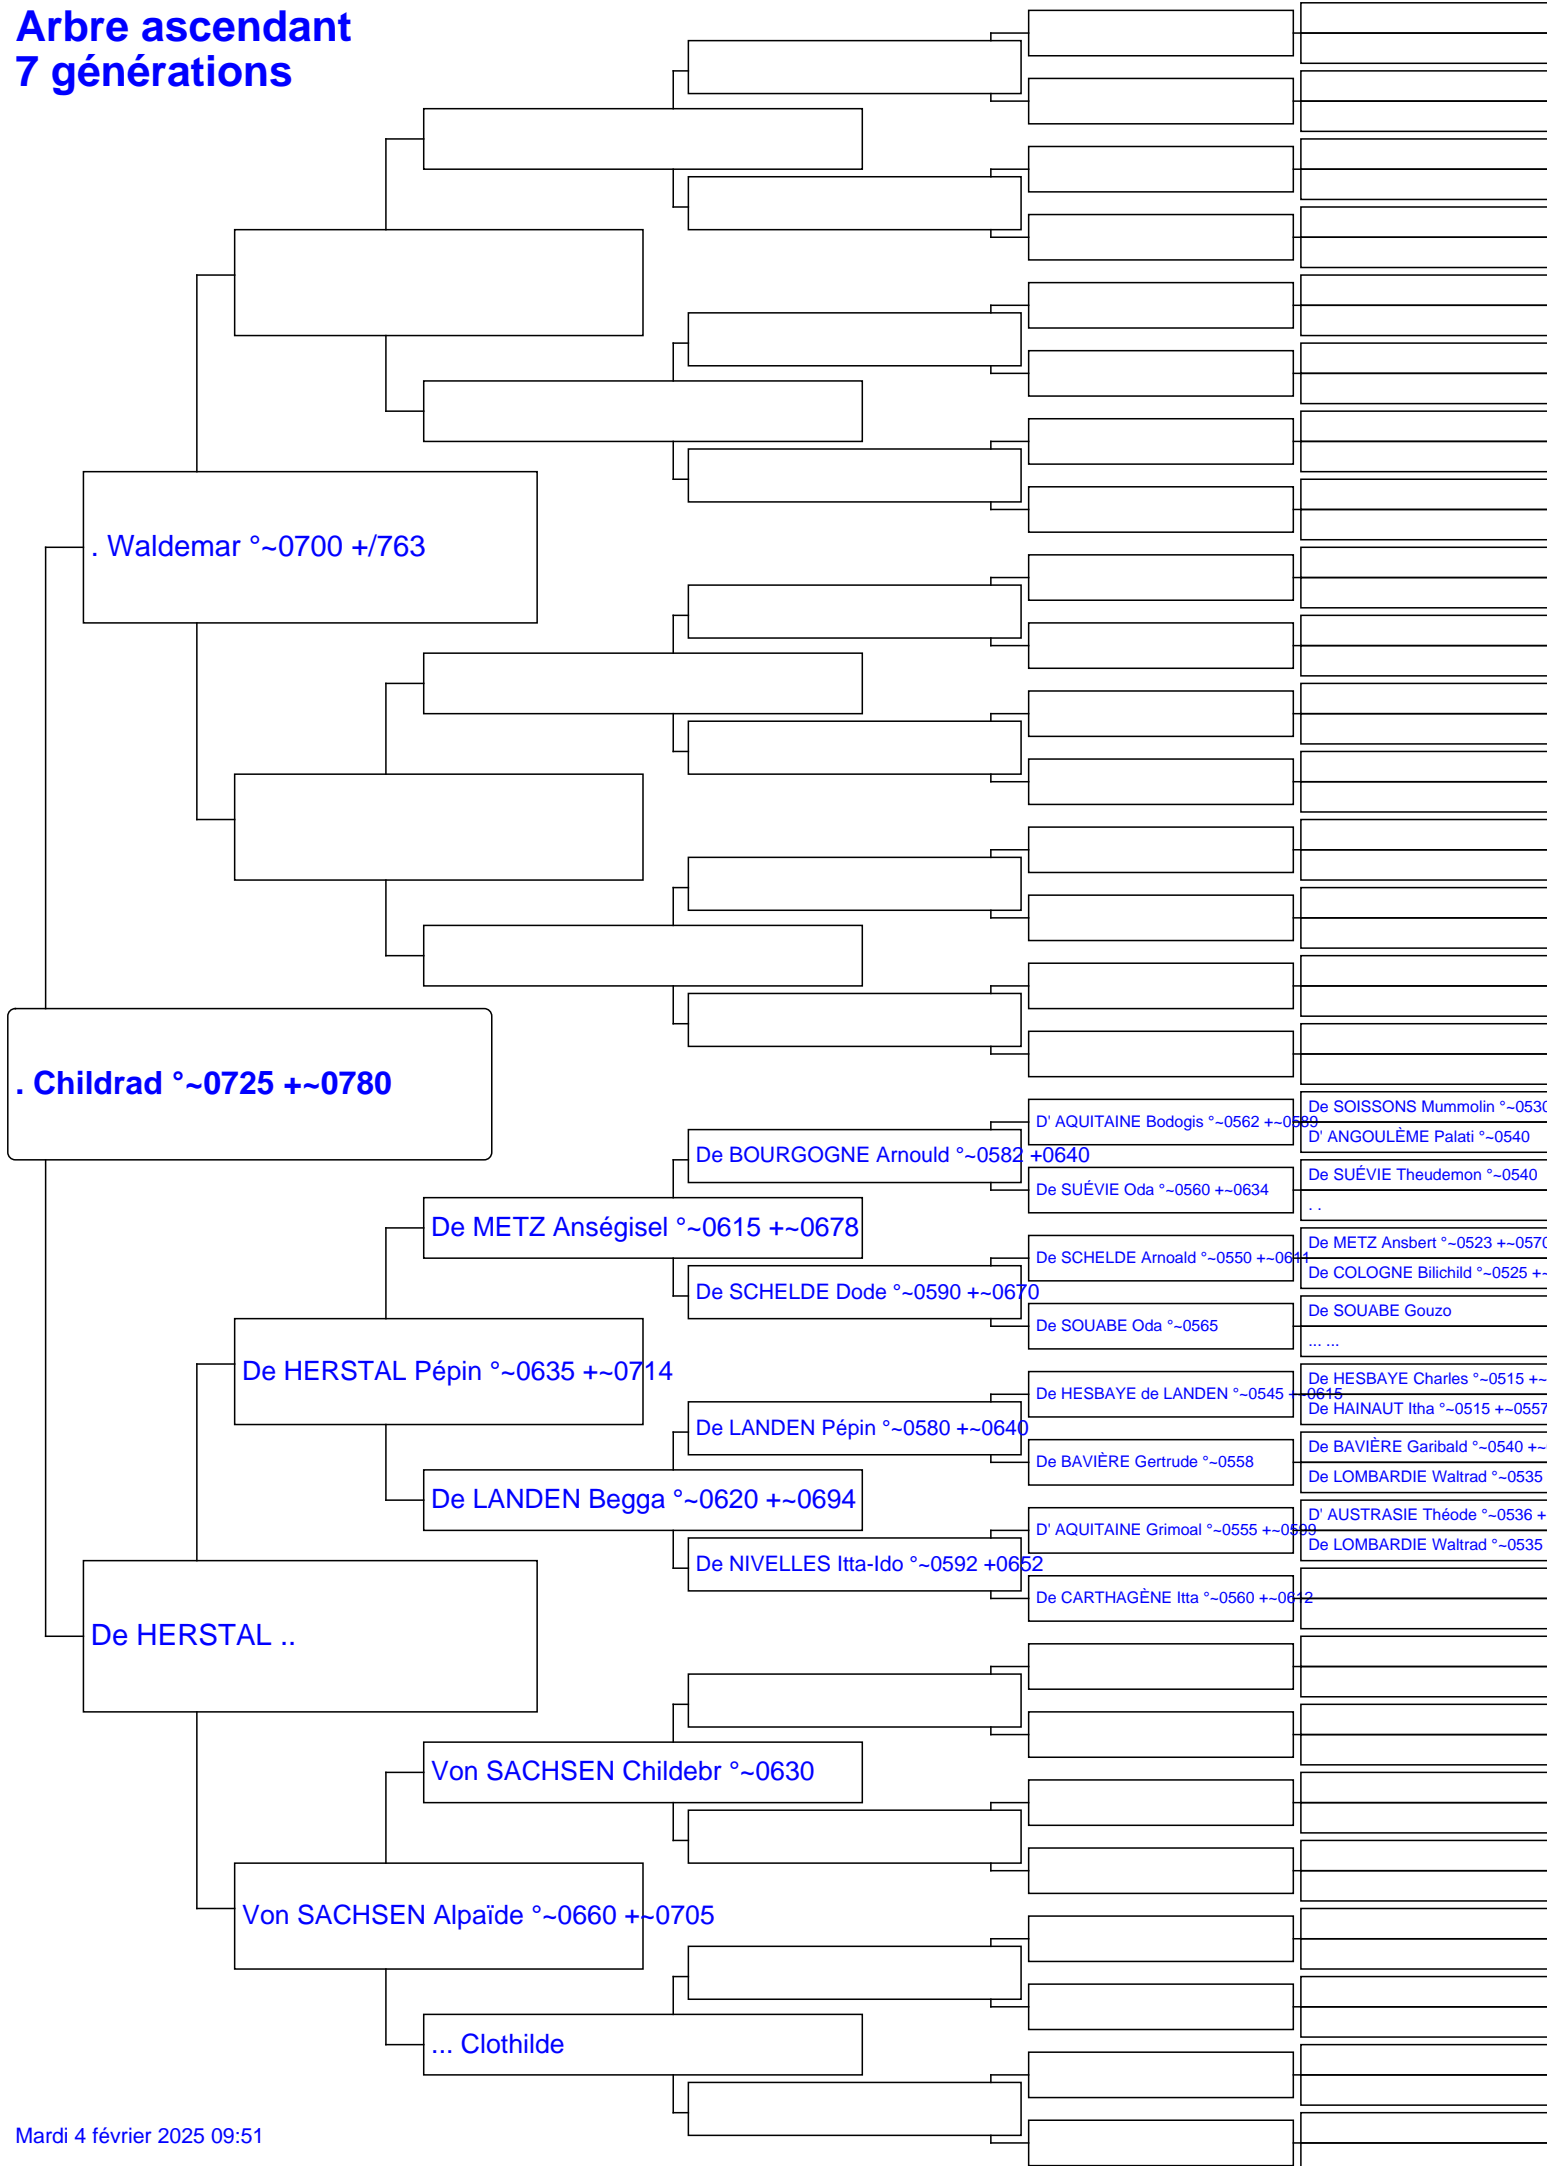 Arbre ascendant
7 générations
. Waldemar °~0700 +/763
. Childrad °~0725 +~0780
De HERSTAL ..
De HERSTAL Pépin °~0635 +~0714
Von SACHSEN Alpaïde °~0660 +~0705
De METZ Anségisel °~0615 +~0678
De LANDEN Begga °~0620 +~0694
Von SACHSEN Childebr °~0630
... Clothilde
De BOURGOGNE Arnould °~0582 +0640
De SCHELDE Dode °~0590 +~0670
De LANDEN Pépin °~0580 +~0640
De NIVELLES Itta-Ido °~0592 +0652
D' AQUITAINE Bodogis °~0562 +~0589
De SUÉVIE Oda °~0560 +~0634
De SCHELDE Arnoald °~0550 +~0611
De SOUABE Oda °~0565
De HESBAYE de LANDEN °~0545 +~0615
De BAVIÈRE Gertrude °~0558
D' AQUITAINE Grimoal °~0555 +~0599
De CARTHAGÈNE Itta °~0560 +~0612
De SOISSONS Mummolin °~0530
D' ANGOULÈME Palati °~0540
De SUÉVIE Theudemon °~0540
. .
De METZ Ansbert °~0523 +~0570
De COLOGNE Bilichild °~0525 +~
De SOUABE Gouzo
... ...
De HESBAYE Charles °~0515 +~
De HAINAUT Itha °~0515 +~0557
De BAVIÈRE Garibald °~0540 +~
De LOMBARDIE Waltrad °~0535
D' AUSTRASIE Théode °~0536 +
De LOMBARDIE Waltrad °~0535
Mardi 4 février 2025 09:51